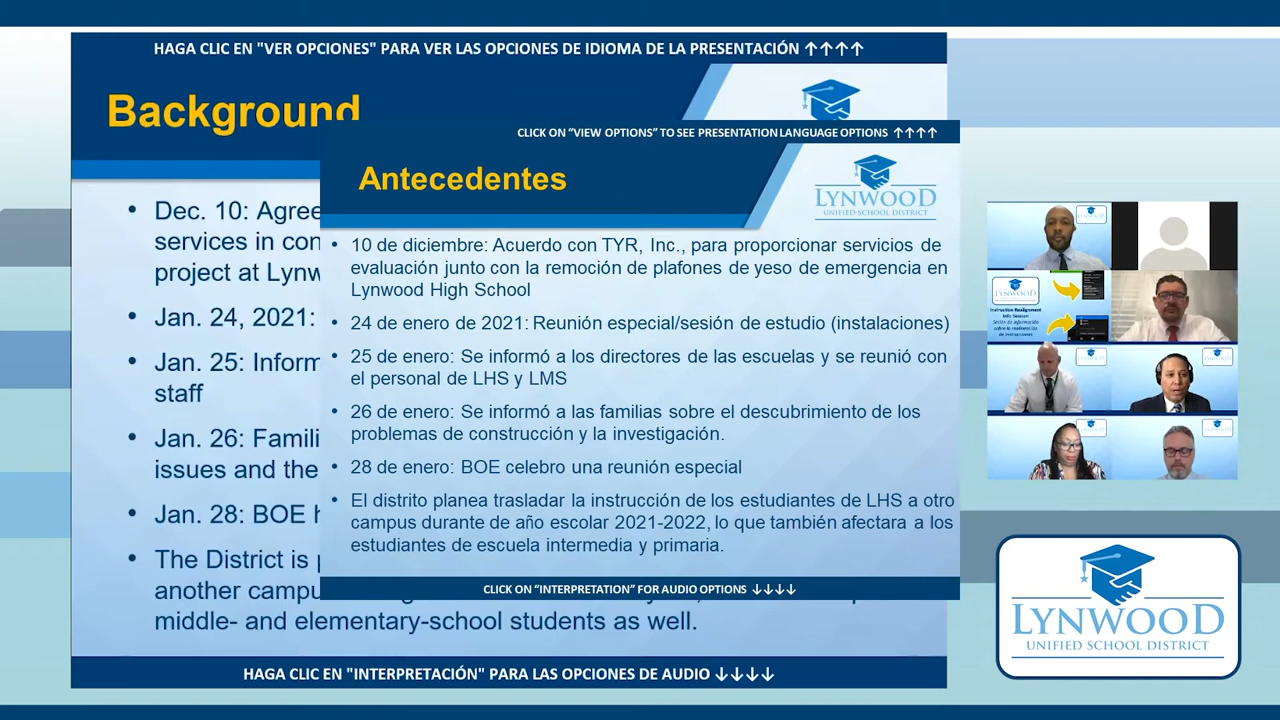 HAGA CLIC EN "VER OPCIONES" PARA VER LAS OPCIONES DE IDIOMA DE LA PRESENTACIÓN ↑↑↑↑
Background
• Dec. 10: Agree
services in con
project at Lynw
• Jan. 24, 2021:
• Jan. 25: Inform
staff
• Jan. 26: Famili
issues and the
• Jan. 28: BOE h
• The District is p
another campu
middle- and elementary-school students as well.
HAGA CLIC EN "INTERPRETACIÓN" PARA LAS OPCIONES DE AUDIO ↓↓↓↓
CLICK ON “VIEW OPTIONS” TO SEE PRESENTATION LANGUAGE OPTIONS ↑↑↑↑
Antecedentes
LYNWOOD
UNIFIED SCHOOL DISTRICT
• 10 de diciembre: Acuerdo con TYR, Inc., para proporcionar servicios de
evaluación junto con la remoción de plafones de yeso de emergencia en
Lynwood High School
• 24 de enero de 2021: Reunión especial/sesión de estudio (instalaciones)
• 25 de enero: Se informó a los directores de las escuelas y se reunió con
el personal de LHS y LMS
• 26 de enero: Se informó a las familias sobre el descubrimiento de los
problemas de construcción y la investigación.
• 28 de enero: BOE celebro una reunión especial
• El distrito planea trasladar la instrucción de los estudiantes de LHS a otro
campus durante de año escolar 2021-2022, lo que también afectara a los
estudiantes de escuela intermedia y primaria.
CLICK ON “INTERPRETATION” FOR AUDIO OPTIONS ↓↓↓↓
LYNWOOD
Instruction Realignment
Info Session
LYNWOOD
UNIFIED SCHOOL DISTRICT